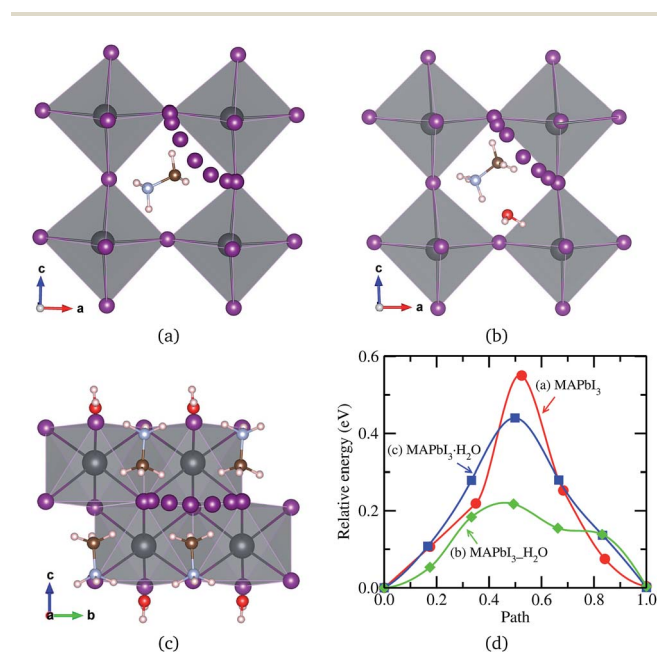 c
a
(a)
c
a
(b)
c
a
b
(c)
0.6
0.4
0.2
0.0
0.0
0.2
0.4
0.6
0.8
1.0
Relative energy (eV)
Path
(a) MAPbI₃
(c) MAPbI₃·H₂O
(b) MAPbI₃_H₂O
(d)